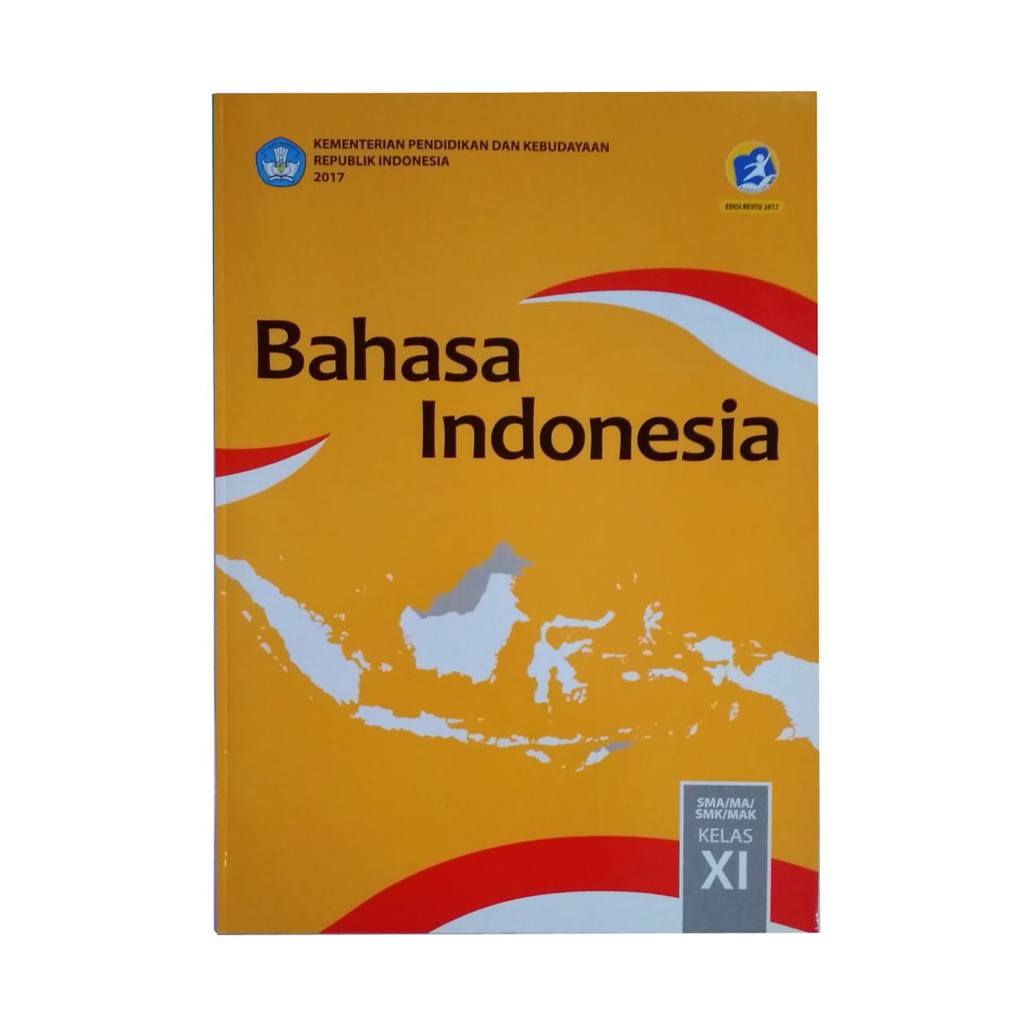 KEMENTERIAN PENDIDIKAN DAN KEBUDAYAAN
REPUBLIK INDONESIA
2017
EDISI REVISI 2017
Bahasa
Indonesia
SMA/MA/
SMK/MAK
KELAS
XI